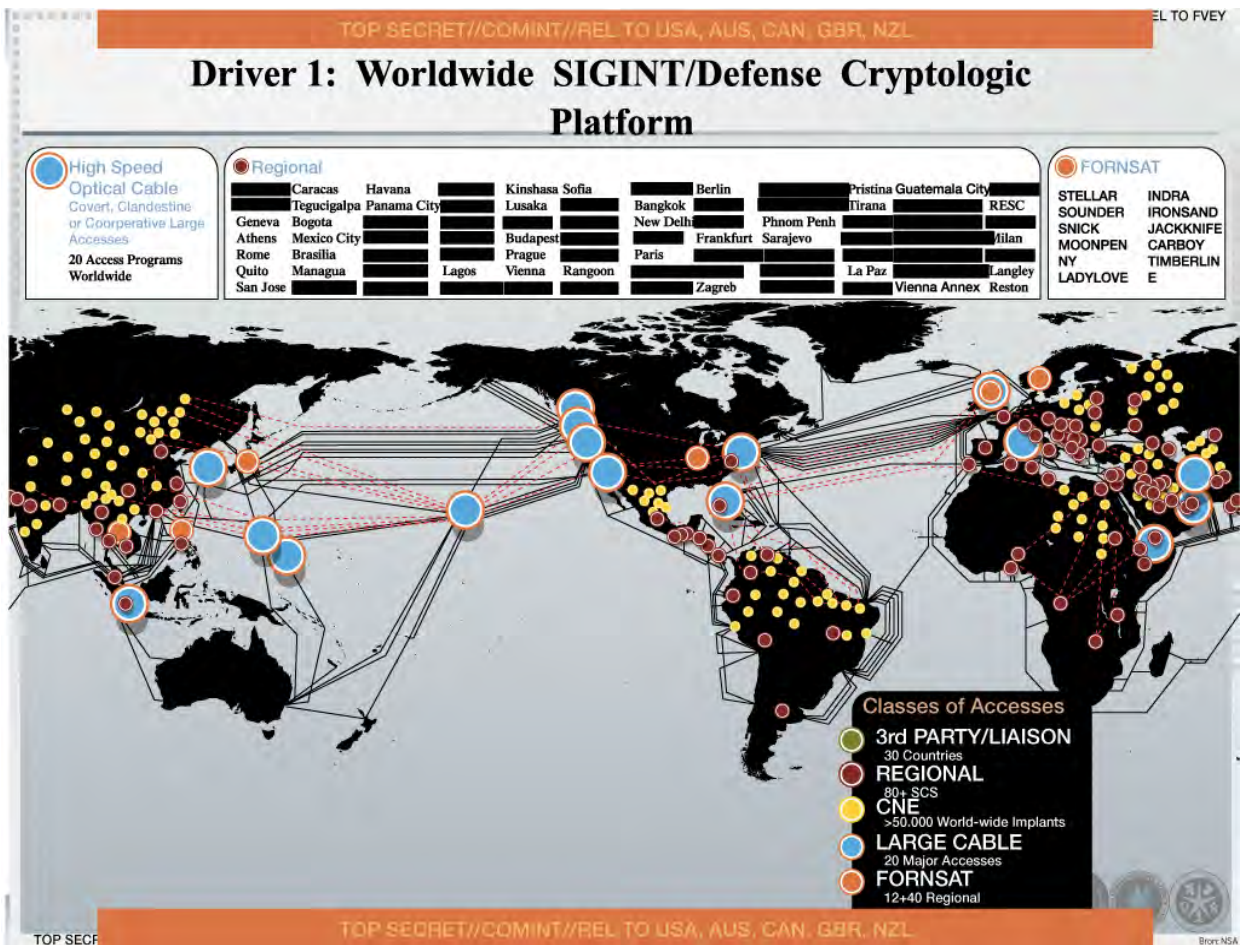 EL TO FVEY
TOP SECRET//COMINT//REL TO USA, AUS, CAN, GBR, NZL
Driver 1: Worldwide SIGINT/Defense Cryptologic
Platform
High Speed
Optical Cable
Covert, Clandestine
or Coorperative Large
Accesses
20 Access Programs
Worldwide
Regional
Caracas Havana Kinshasa Sofia Berlin Pristina Guatemala City
Tegucigalpa Panama City Lusaka Bangkok Tirana RESC
Geneva Bogota New Delhi Phnom Penh
Athens Mexico City Budapest Frankfurt Sarajevo Milan
Rome Brasilia Prague Paris
Quito Managua Lagos Vienna Rangoon La Paz Langley
San Jose Zagreb Vienna Annex Reston
FORNSAT
STELLAR INDRA
SOUNDER IRONSAND
SNICK JACKKNIFE
MOONPEN CARBOY
NY TIMBERLIN
LADYLOVE E
Classes of Accesses
3rd PARTY/LIAISON
30 Countries
REGIONAL
80+ SCS
CNE
>50.000 World-wide Implants
LARGE CABLE
20 Major Accesses
FORNSAT
12+40 Regional
TOP SECRET//COMINT//REL TO USA, AUS, CAN, GBR, NZL
TOP SECR
Bron: NSA